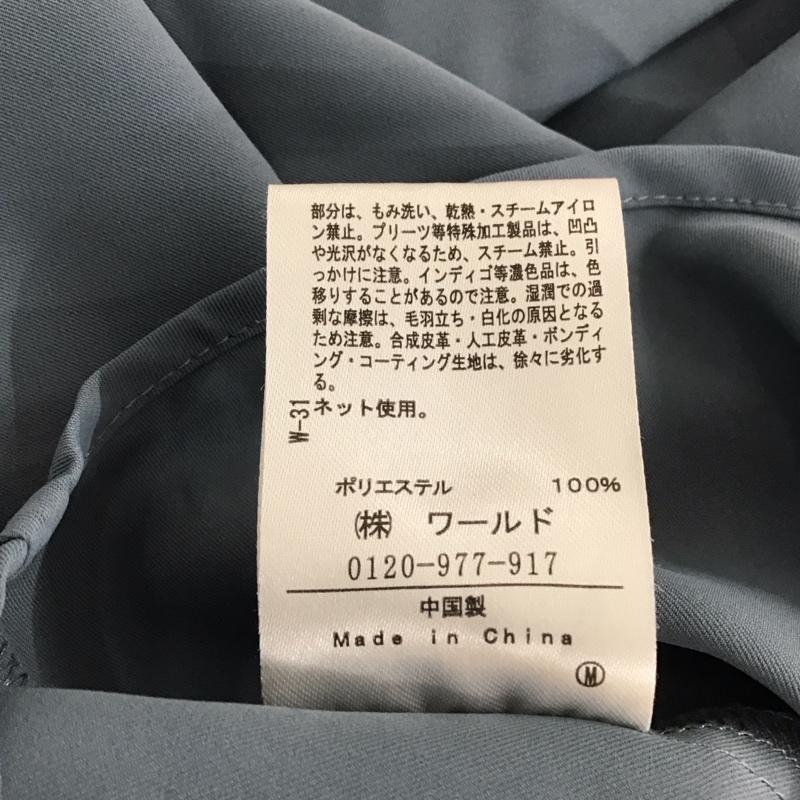 部分は、もみ洗い、乾熱・スチームアイロ
ン禁止。プリーツ等特殊加工製品は、凹凸
や光沢がなくなるため、スチーム禁止。引
っかけに注意。インディゴ等濃色品は、色
移りすることがあるので注意。湿潤での過
剰な摩擦は、毛羽立ち・白化の原因となる
ため注意。合成皮革・人工皮革・ボンディ
ング・コーティング生地は、徐々に劣化す
る。
ネット使用。
W-31
ポリエステル 100%
㈱ ワールド
0120-977-917
中国製
Made in China
Ⓜ